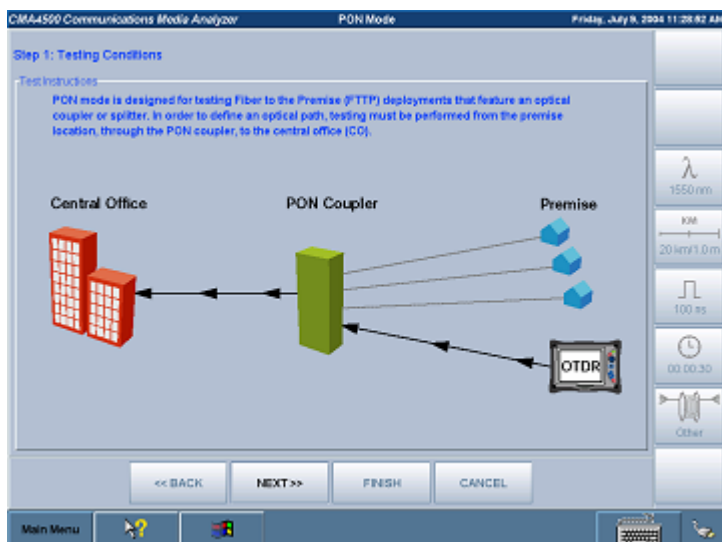 CMA4500 Communications Media Analyzer PON Mode Friday, July 9, 2004 11:28:52 AM
Step 1: Testing Conditions
Test Instructions
PON mode is designed for testing Fiber to the Premise (FTTP) deployments that feature an optical
coupler or splitter. In order to define an optical path, testing must be performed from the premise
location, through the PON coupler, to the central office (CO).
Central Office
PON Coupler
Premise
OTDR
λ
1550 nm
KM
20 km/1.0 m
100 ns
00:00:30
Other
<< BACK
NEXT >>
FINISH
CANCEL
Main Menu
?